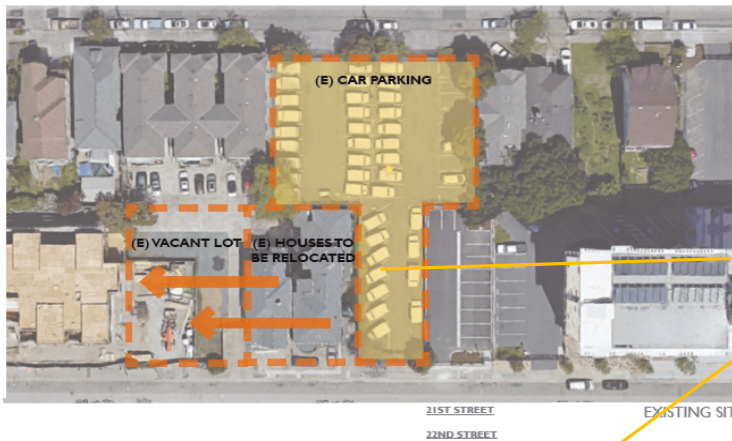 (E) CAR PARKING
(E) VACANT LOT
(E) HOUSES TO
BE RELOCATED
21ST STREET
EXISTING SIT
22ND STREET